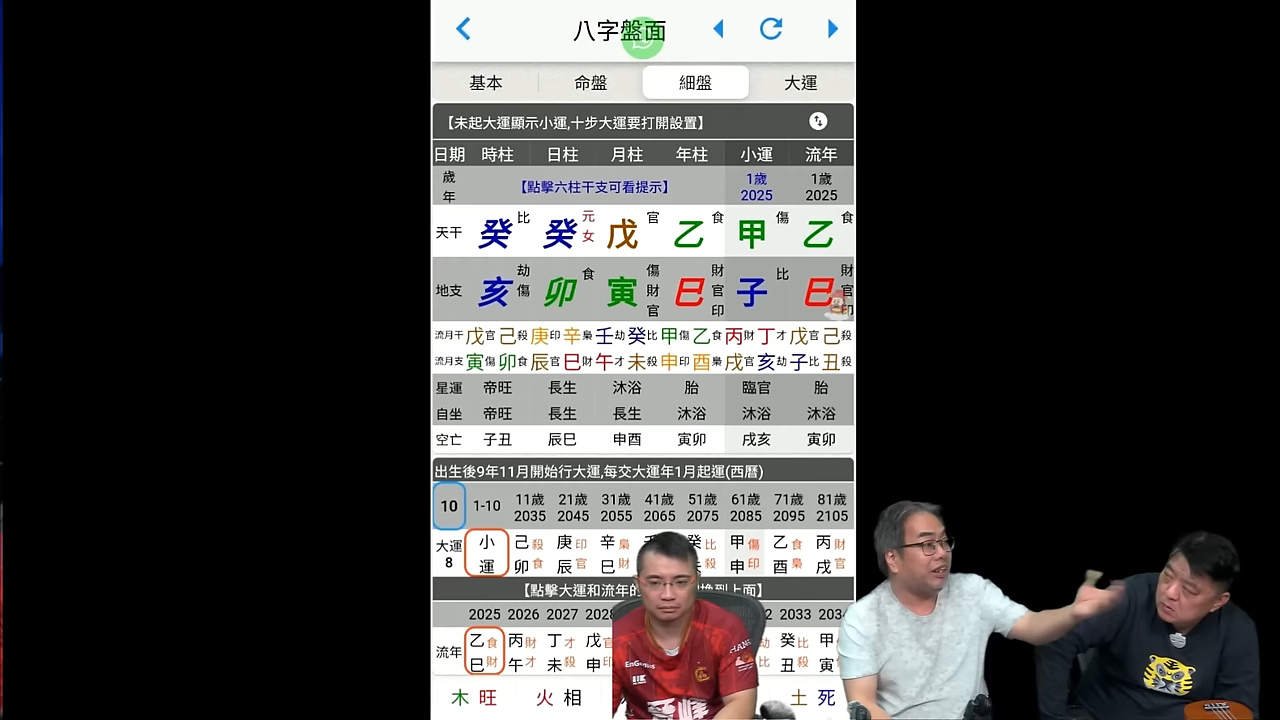 八字盤面
基本 命盤 細盤 大運
【未起大運顯示小運,十步大運要打開設置】
日期 時柱 日柱 月柱 年柱 小運 流年
歲年 【點擊六柱干支可看提示】 1歲 2025 1歲 2025
天干 癸 比 癸 元女 戊 官 乙 食 甲 傷 乙 食
地支 亥 劫傷 卯 食 寅 傷財官 巳 財官印 子 比 巳 財官印
流月干 戊官 己殺 庚印 辛梟 壬劫 癸比 甲傷 乙食 丙財 丁才 戊官 己殺
流月支 寅傷 卯食 辰官 巳財 午才 未殺 申印 酉梟 戌官 亥劫 子比 丑殺
星運 帝旺 長生 沐浴 胎 臨官 胎
自坐 帝旺 長生 長生 沐浴 沐浴 沐浴
空亡 子丑 辰巳 申酉 寅卯 戌亥 寅卯
出生後9年11月開始行大運,每交大運年1月起運(西曆)
10 1-10 11歲 21歲 31歲 41歲 51歲 61歲 71歲 81歲
2035 2045 2055 2065 2075 2085 2095 2105
大運 小 己殺 庚印 辛梟 癸比 甲傷 乙食 丙財
8 運 卯食 辰官 巳財 殺 申印 酉梟 戌官
【點擊大運和流年的 換到上面】
2025 2026 2027 202 2 2033 203
流年 乙食 丙財 丁才 戊官 劫 癸比 甲
巳財 午才 未殺 申印 比 丑殺 寅
木 旺 火 相 土 死
EnGenius